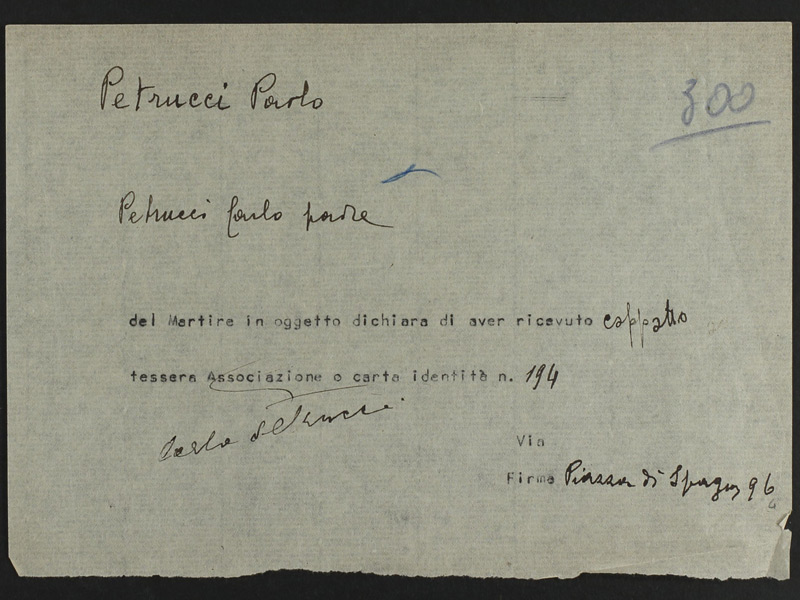 Petrucci Paolo
300
Petrucci Carlo padre
del Martire in oggetto dichiara di aver ricevuto cappotto
tessera Associazione o carta identità n. 194
Carlo Petrucci
Via
Firma Piazza di Spagna 96